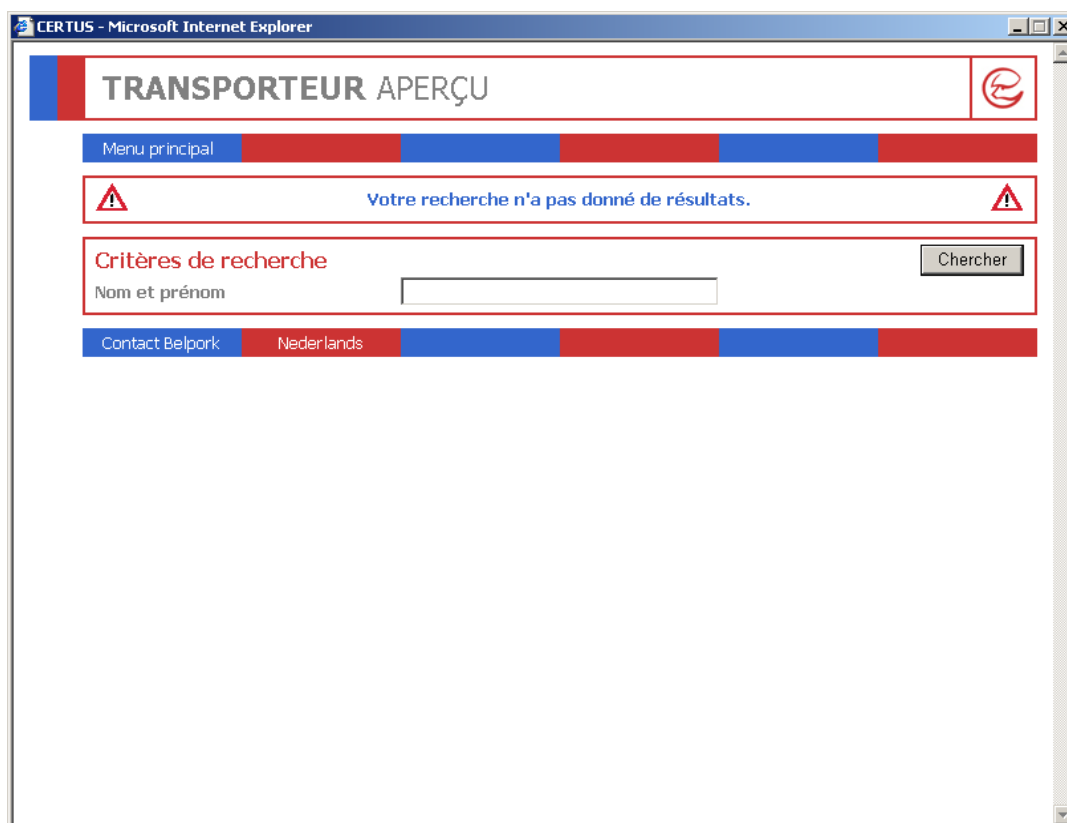 CERTUS - Microsoft Internet Explorer
TRANSPORTEUR APERÇU
Menu principal
Votre recherche n'a pas donné de résultats.
Critères de recherche
Chercher
Nom et prénom
Contact Belpork Nederlands